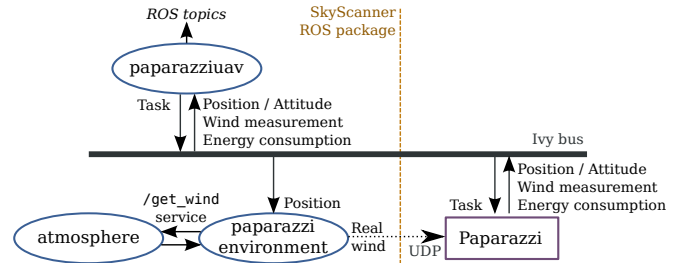 ROS topics
SkyScanner
ROS package
paparazziuav
Task
Position / Attitude
Wind measurement
Energy consumption
Ivy bus
/get_wind
service
Position
Position / Attitude
Wind measurement
Energy consumption
Task
atmosphere
paparazzi
environment
Real
wind
UDP
Paparazzi